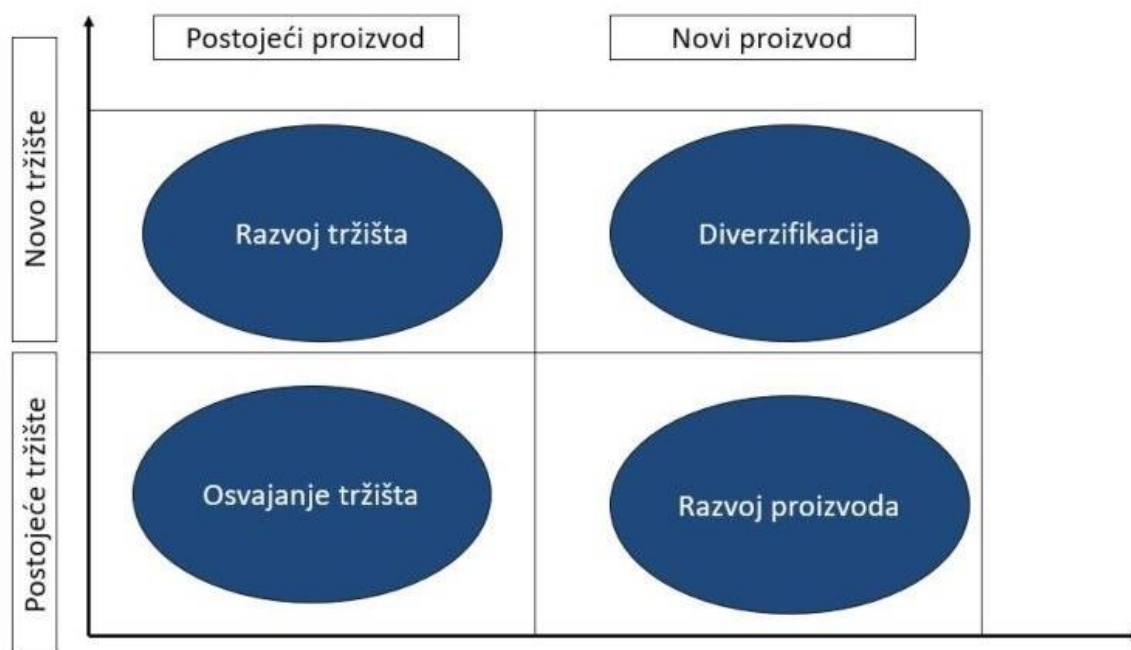 Postojeći proizvod
Novi proizvod
Novo tržište
Razvoj tržišta
Diverzifikacija
Postojeće tržište
Osvajanje tržišta
Razvoj proizvoda